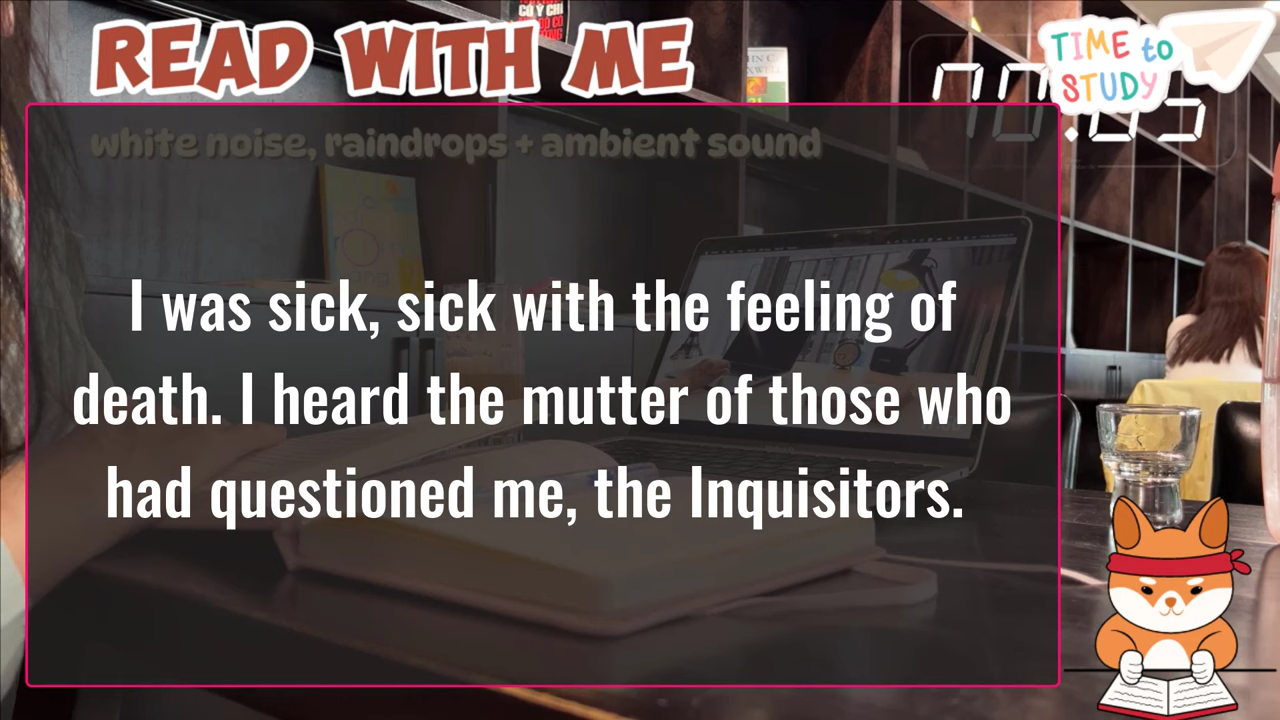 READ WITH ME
TIME to
STUDY
white noise, raindrops + ambient sound
I was sick, sick with the feeling of
death. I heard the mutter of those who
had questioned me, the Inquisitors.